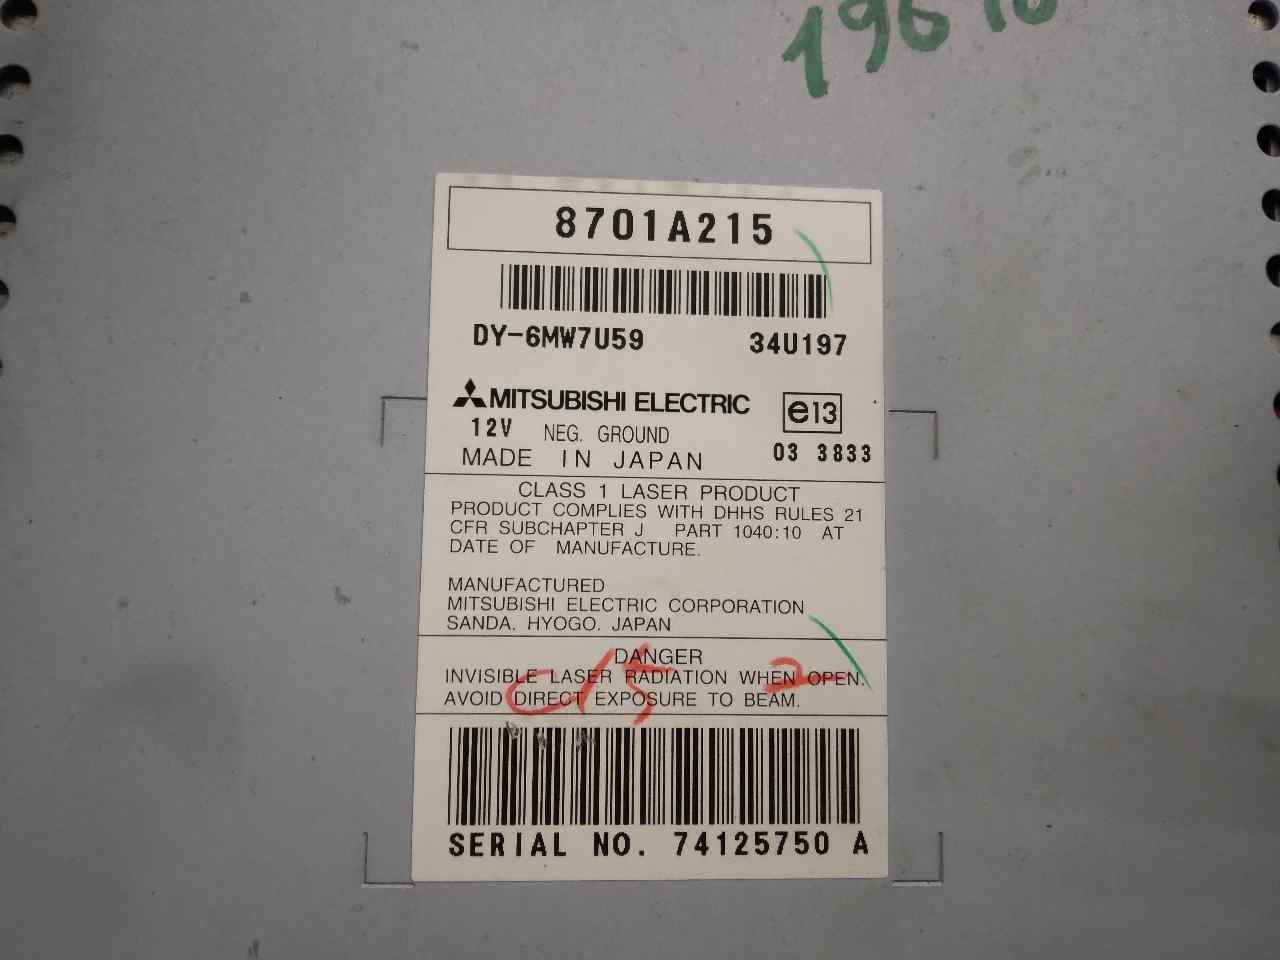 8701A215
DY-6MW7U59 34U197
MITSUBISHI ELECTRIC e13
12V NEG. GROUND 03 3833
MADE IN JAPAN
CLASS 1 LASER PRODUCT
PRODUCT COMPLIES WITH DHHS RULES 21
CFR SUBCHAPTER J PART 1040:10 AT
DATE OF MANUFACTURE.
MANUFACTURED
MITSUBISHI ELECTRIC CORPORATION
SANDA. HYOGO. JAPAN
DANGER
INVISIBLE LASER RADIATION WHEN OPEN.
AVOID DIRECT EXPOSURE TO BEAM.
SERIAL NO. 74125750 A